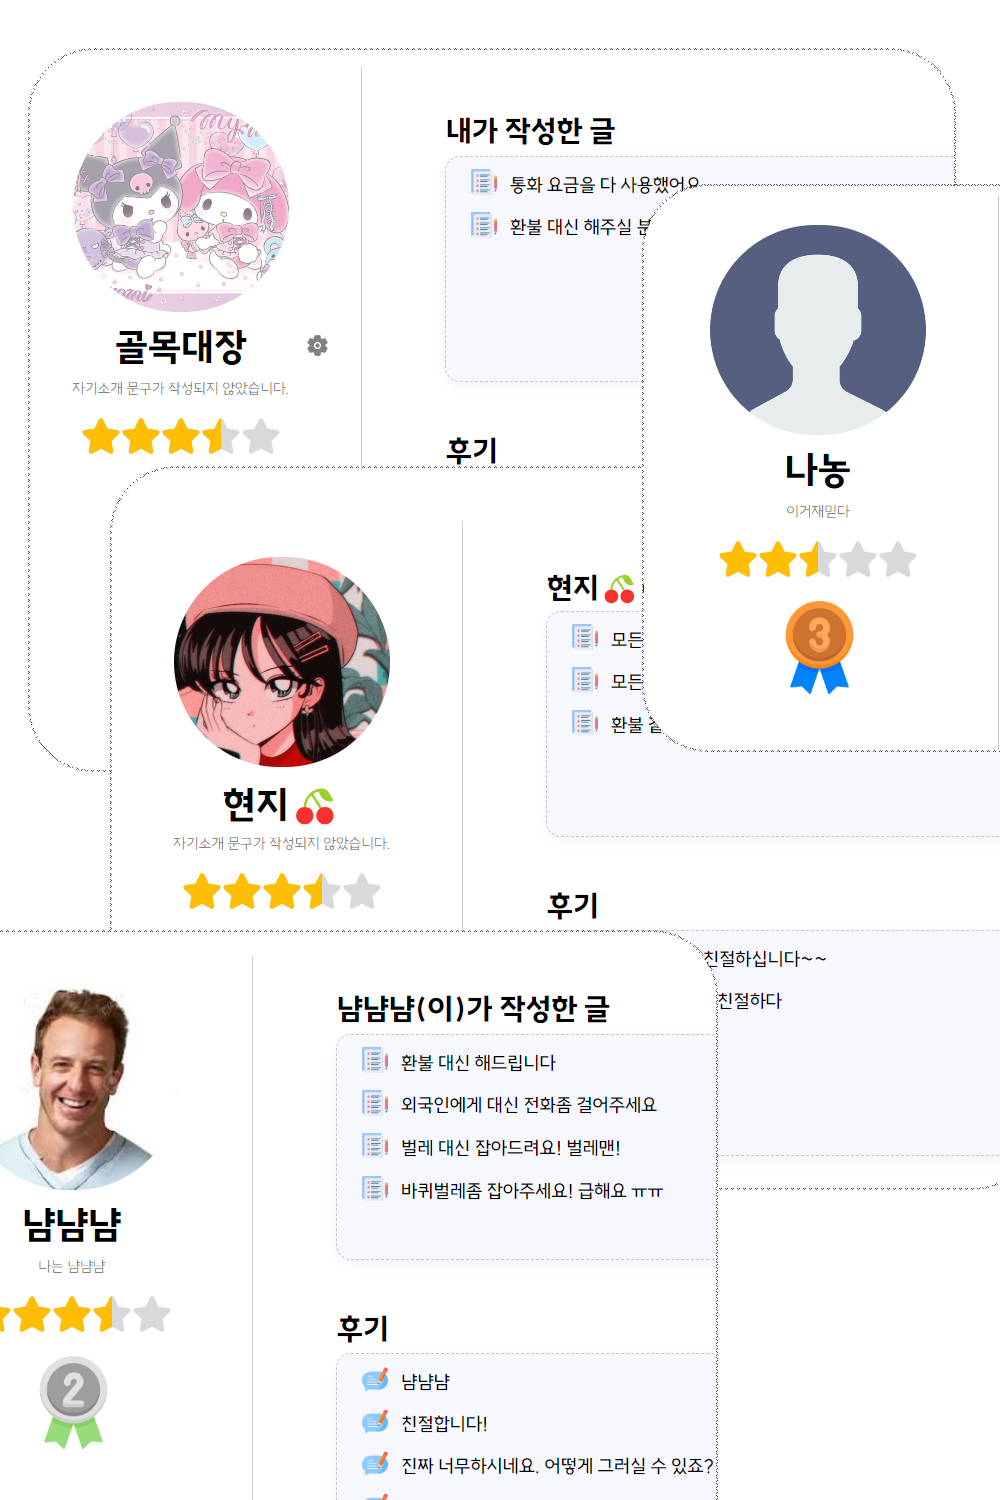 내가 작성한 글
통화 요금을 다 사용했어요
환불 대신 해주실 분
골목대장
자기소개 문구가 작성되지 않았습니다.
후기
나농
이거재믿다
3
현지🍒
모든
모든
환불
현지🍒
자기소개 문구가 작성되지 않았습니다.
후기
친절하십니다~~
친절하다
냠냠냠(이)가 작성한 글
환불 대신 해드립니다
외국인에게 대신 전화좀 걸어주세요
벌레 대신 잡아드려요! 벌레맨!
바퀴벌레좀 잡아주세요! 급해요 ㅠㅠ
냠냠냠
나는 냠냠냠
2
후기
냠냠냠
친절합니다!
진짜 너무하시네요. 어떻게 그러실 수 있죠?